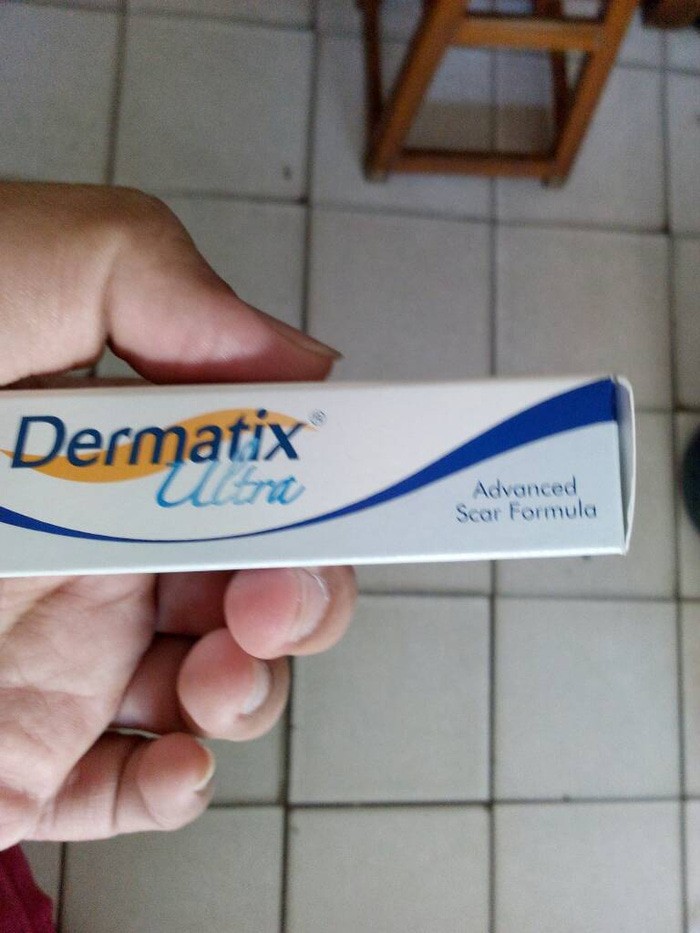 Dermatix®
Ultra
Advanced
Scar Formula